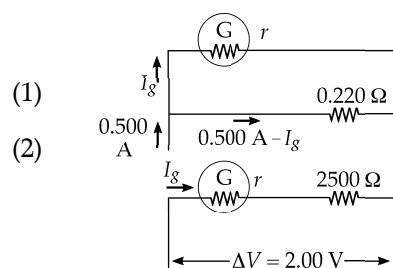 G r
(1) I_g 0.220 Ω
0.500 A 0.500 A – I_g
(2)
I_g G r 2500 Ω
ΔV = 2.00 V